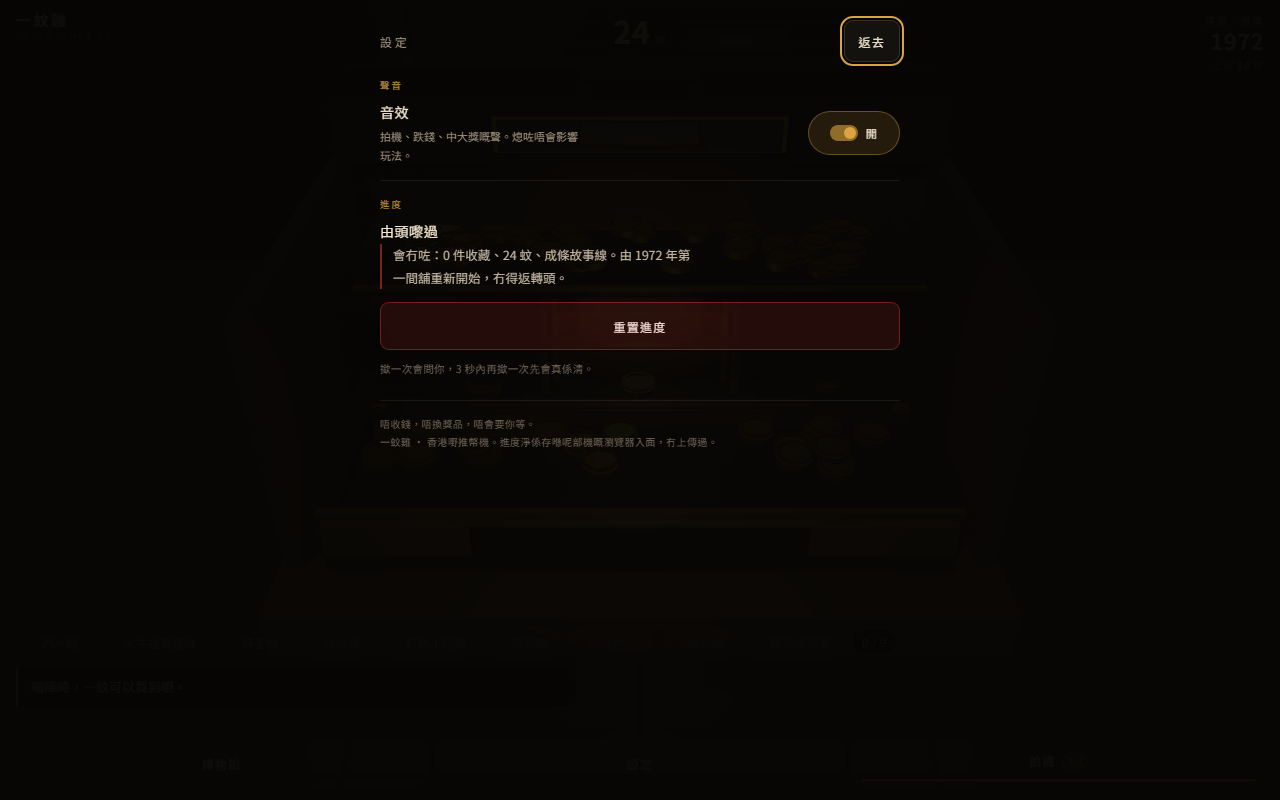 一蚊雞
24
1972
設定
返去
聲音
音效
拍機、跌錢、中大獎嘅聲。熄咗唔會影響
玩法。
開
進度
由頭嚟過
會冇咗：0 件收藏、24 蚊、成條故事線。由 1972 年第
一間舖重新開始，冇得返轉頭。
重置進度
撳一次會問你，3 秒內再撳一次先會真係清。
唔收錢，唔換獎品，唔會要你等。
一蚊雞 · 香港嘢推幣機。進度淨係存喺呢部機嘅瀏覽器入面，冇上傳過。